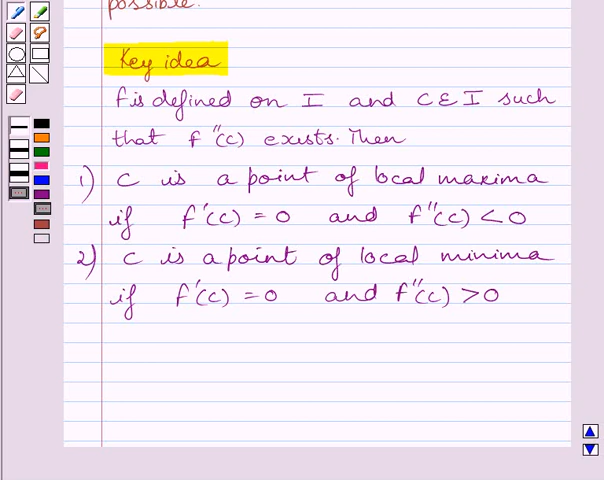 possible.
Key idea
f is defined on I and C ε I such
that f''(c) exists. Then
1) C is a point of local maxima
if f'(c) = 0 and f''(c) < 0
2) C is a point of local minima
if f'(c) = 0 and f''(c) > 0